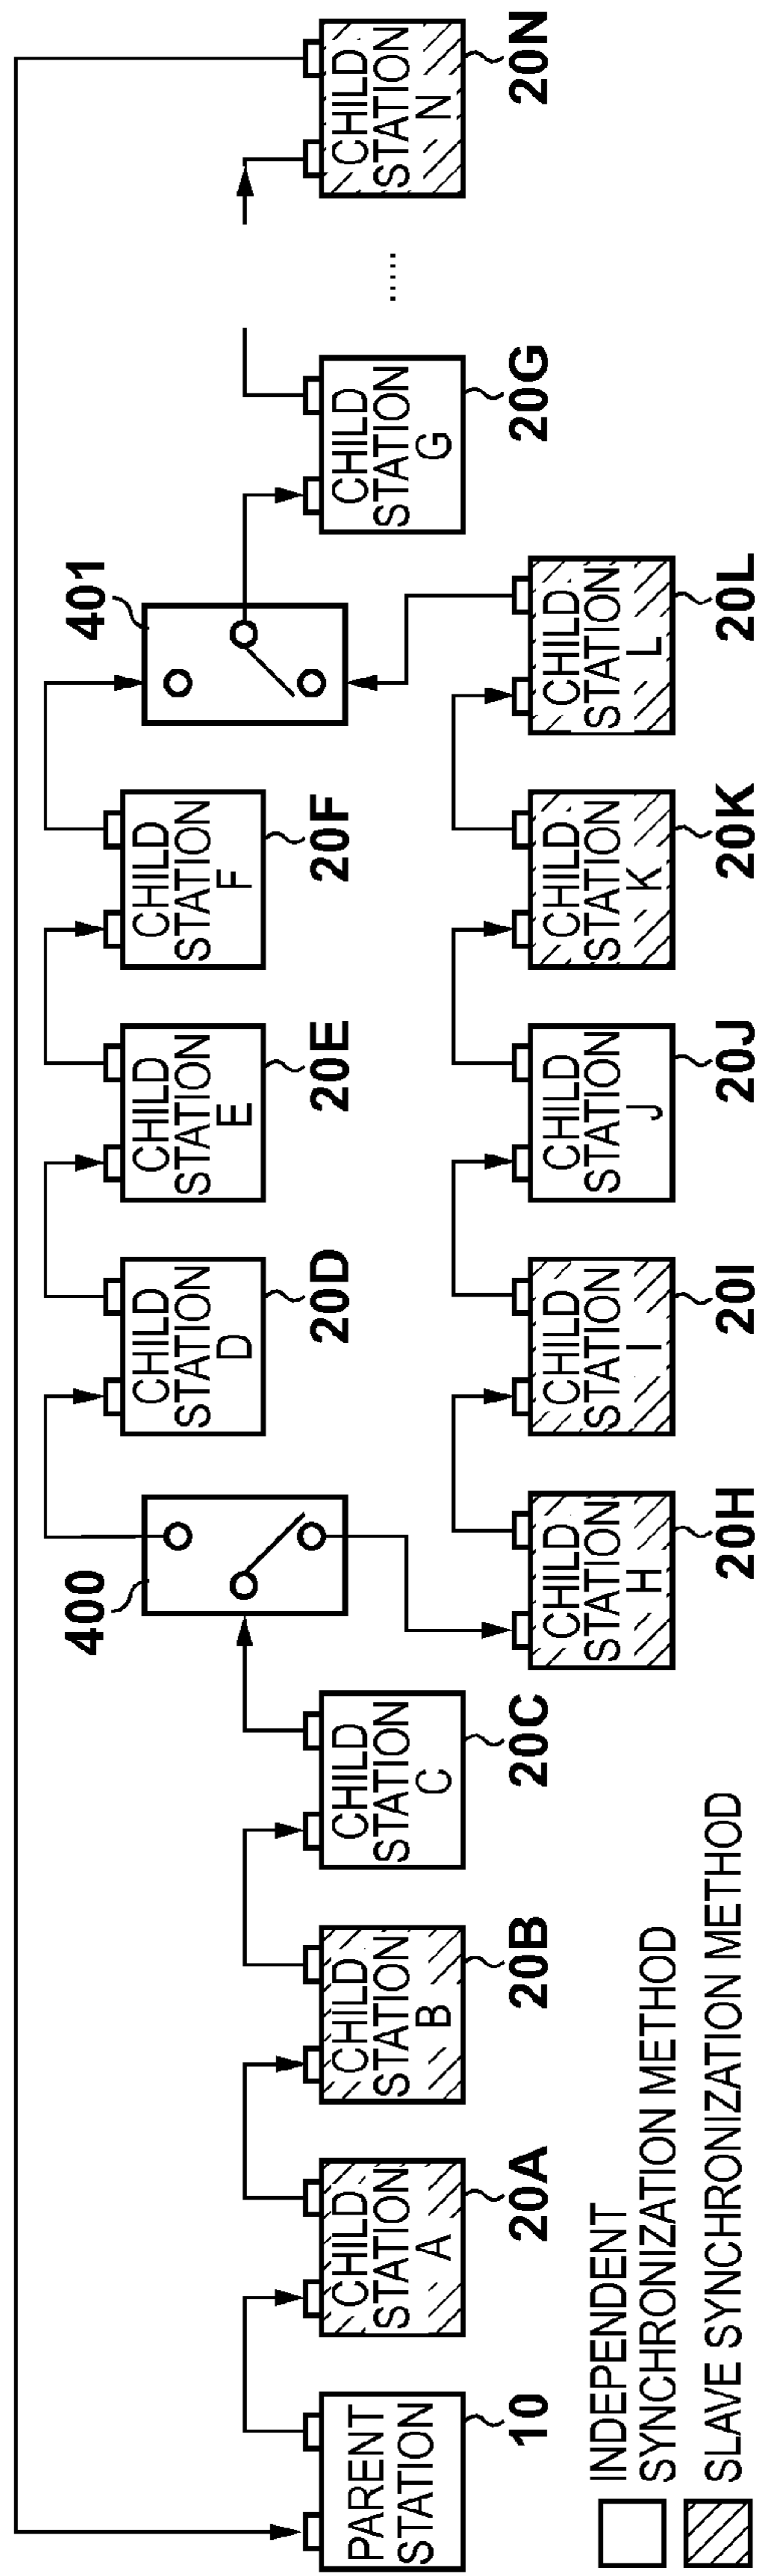 PARENT
STATION
10
CHILD
STATION
A
20A
CHILD
STATION
B
20B
CHILD
STATION
C
20C
400
CHILD
STATION
D
20D
CHILD
STATION
E
20E
CHILD
STATION
F
20F
401
CHILD
STATION
G
20G
.....
CHILD
STATION
N
20N
CHILD
STATION
H
20H
CHILD
STATION
I
20I
CHILD
STATION
J
20J
CHILD
STATION
K
20K
CHILD
STATION
L
20L
INDEPENDENT
SYNCHRONIZATION METHOD
SLAVE SYNCHRONIZATION METHOD